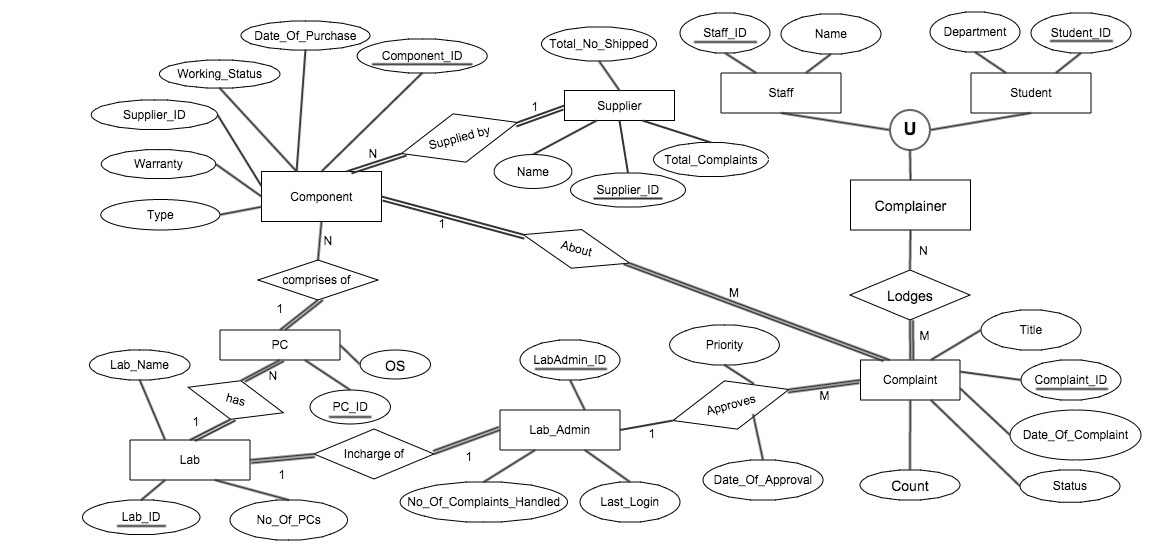 Date_Of_Purchase
Component_ID
Working_Status
Supplier_ID
Warranty
Type
Component
N
Supplied by
1
Total_No_Shipped
Supplier
Name
Supplier_ID
Total_Complaints
Staff_ID
Name
Staff
Department
Student_ID
Student
U
Complainer
N
Lodges
M
1
About
M
N
comprises of
1
PC
OS
PC_ID
N
has
1
Lab_Name
Lab
Lab_ID
No_Of_PCs
1
Incharge of
1
LabAdmin_ID
Lab_Admin
No_Of_Complaints_Handled
Last_Login
1
Approves
M
Priority
Date_Of_Approval
Complaint
Title
Complaint_ID
Date_Of_Complaint
Status
Count